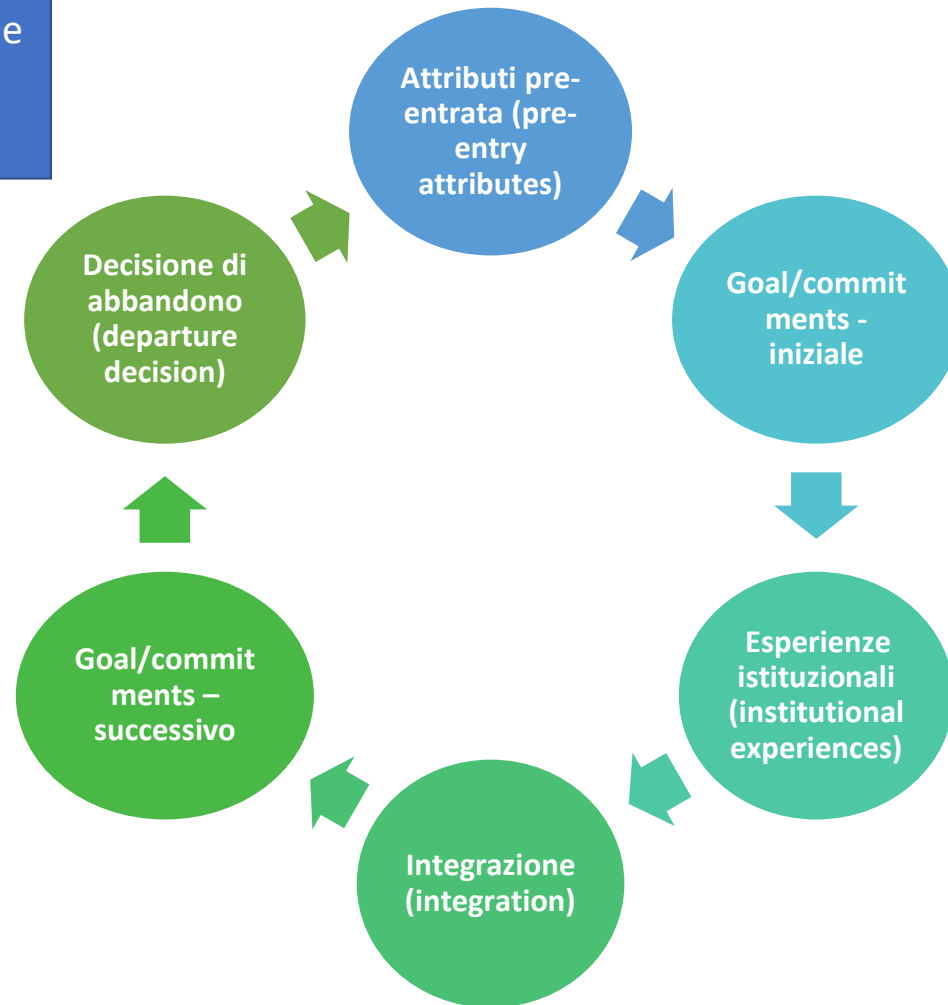 e
Attributi pre-
entrata (pre-
entry
attributes)
Goal/commit
ments -
iniziale
Esperienze
istituzionali
(institutional
experiences)
Integrazione
(integration)
Goal/commit
ments –
successivo
Decisione di
abbandono
(departure
decision)